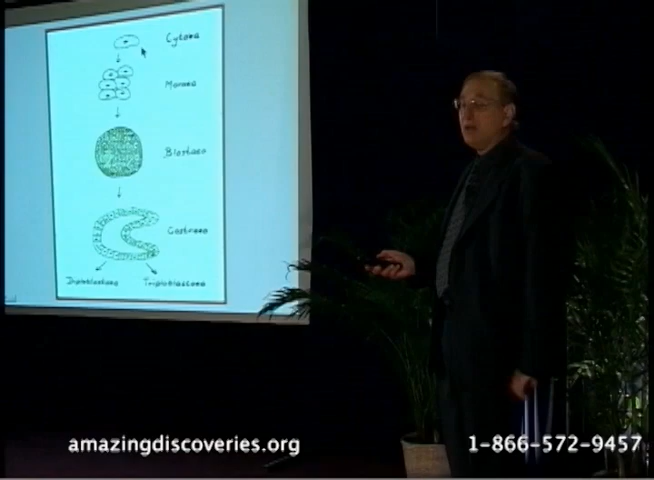 Cytaea
Moraea
Blastaea
Gastraea
Diploblastaea Triploblastaea
amazingdiscoveries.org
1-866-572-9457